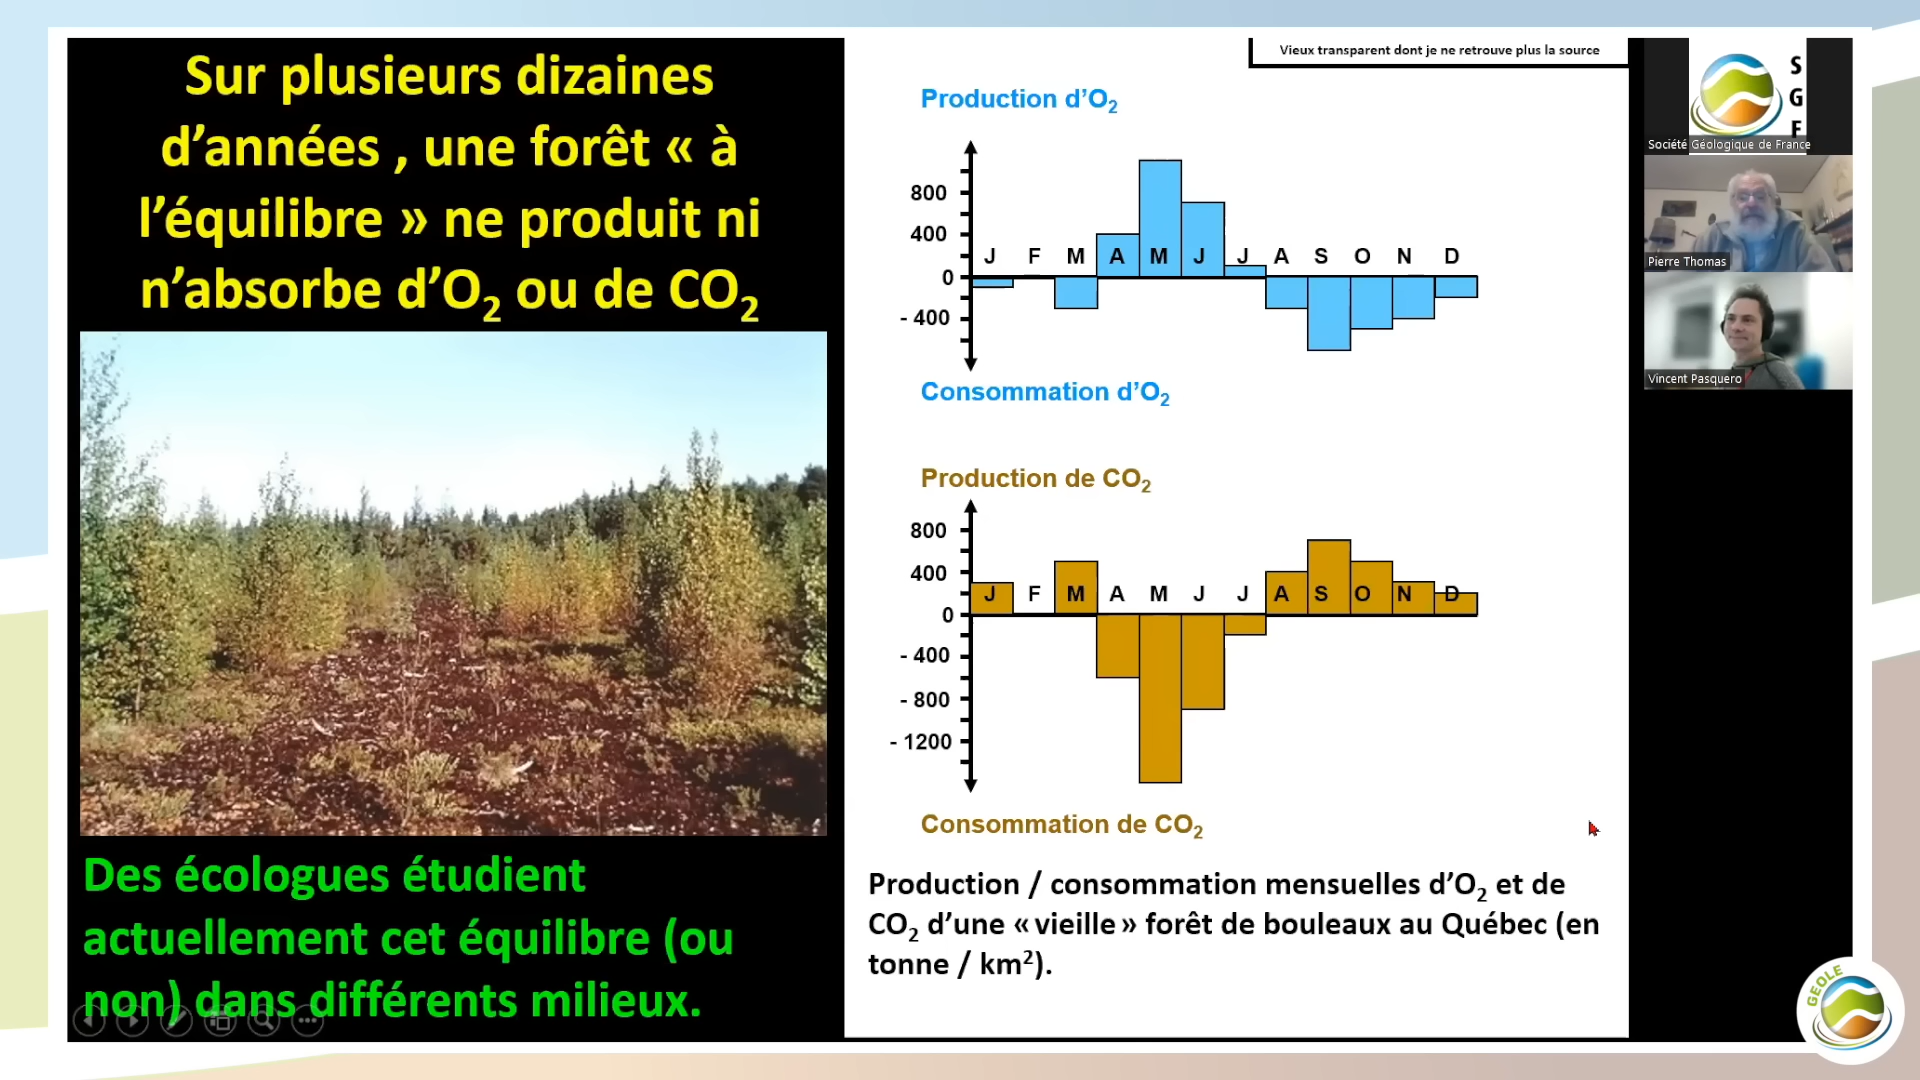 Sur plusieurs dizaines
d’années , une forêt « à
l’équilibre » ne produit ni
n’absorbe d’O2 ou de CO2
Des écologues étudient
actuellement cet équilibre (ou
non) dans différents milieux.
Vieux transparent dont je ne retrouve plus la source
Production d’O2
800
400
0
- 400
J F M A M J J A S O N D
Consommation d’O2
Production de CO2
800
400
0
- 400
- 800
- 1200
J F M A M J J A S O N D
Consommation de CO2
Production / consommation mensuelles d’O2 et de
CO2 d’une « vieille » forêt de bouleaux au Québec (en
tonne / km²).
S
G
F
Société Géologique de France
Pierre Thomas
Vincent Pasquero
GEOLE